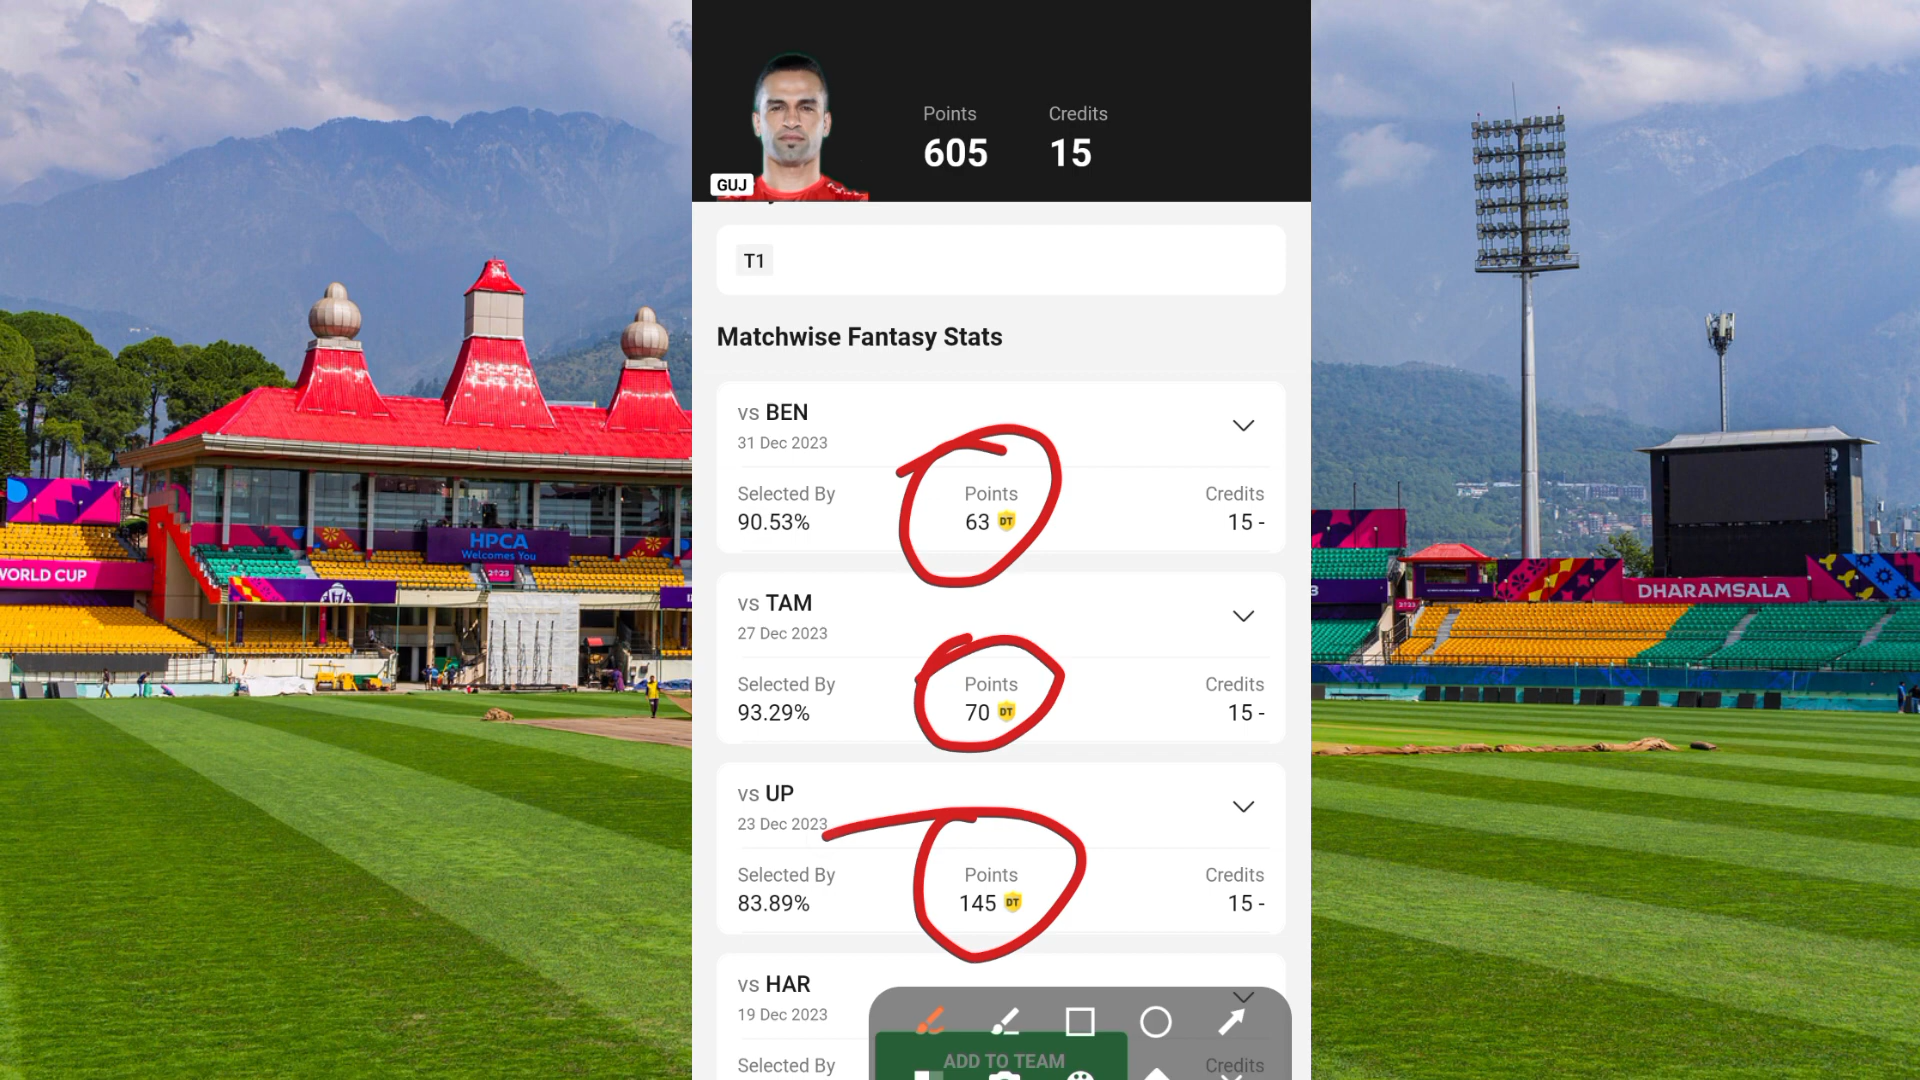 Points
Credits
605
15
GUJ
T1
Matchwise Fantasy Stats
vs BEN
31 Dec 2023
Selected By
Points
Credits
90.53%
63 DT
15 -
vs TAM
27 Dec 2023
Selected By
Points
Credits
93.29%
70 DT
15 -
vs UP
23 Dec 2023
Selected By
Points
Credits
83.89%
145 DT
15 -
vs HAR
19 Dec 2023
Selected By
Credits
ADD TO TEAM
HPCA
Welcomes You
WORLD CUP
2123
DHARAMSALA